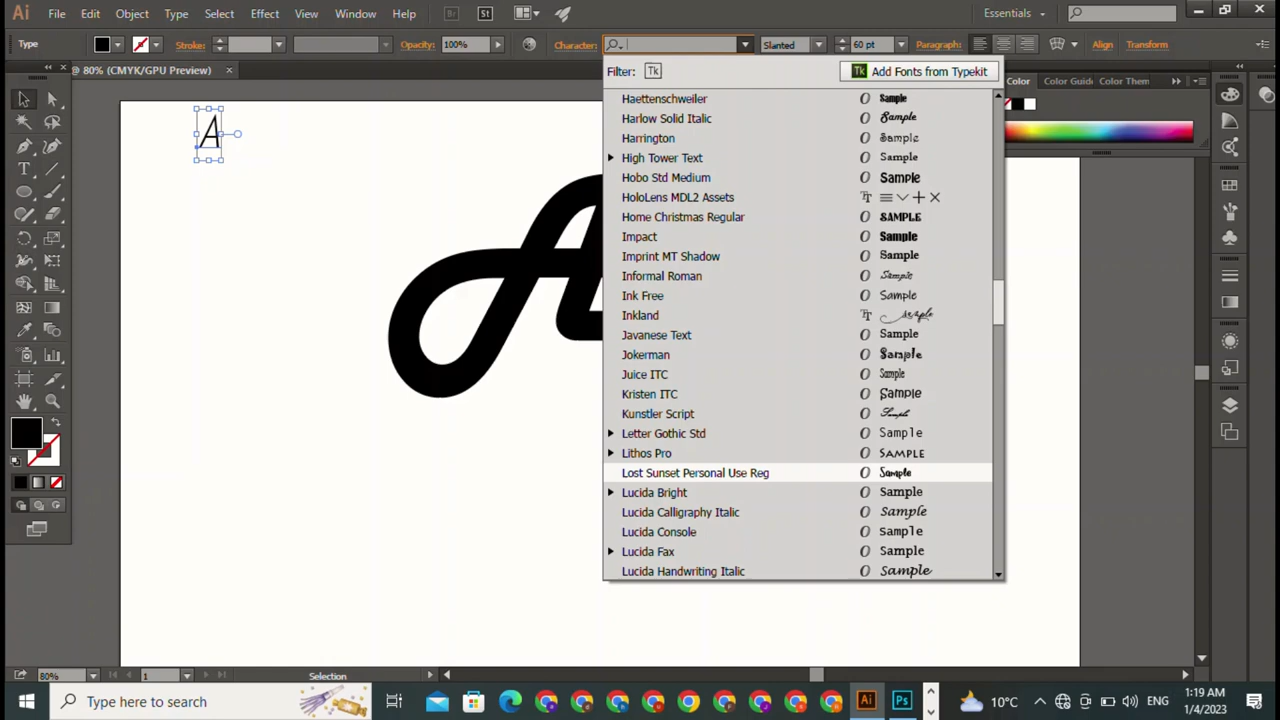 Ai File Edit Object Type Select Effect View Window Help Br St Essentials
Type Stroke: Opacity: 100% Character: Slanted 60 pt Paragraph: Align Transform
@ 80% (CMYK/GPU Preview) ×
Filter: Tk Tk Add Fonts from Typekit
Color Color Guide Color Them
A
A
Haettenschweiler O Sample
Harlow Solid Italic O Sample
Harrington O Sample
High Tower Text O Sample
Hobo Std Medium O Sample
HoloLens MDL2 Assets
Home Christmas Regular O SAMPLE
Impact O Sample
Imprint MT Shadow O Sample
Informal Roman O Sample
Ink Free O Sample
Inkland Sample
Javanese Text O Sample
Jokerman O Sample
Juice ITC O Sample
Kristen ITC O Sample
Kunstler Script O Sample
Letter Gothic Std O Sample
Lithos Pro O SAMPLE
Lost Sunset Personal Use Reg O Sample
Lucida Bright O Sample
Lucida Calligraphy Italic O Sample
Lucida Console O Sample
Lucida Fax O Sample
Lucida Handwriting Italic O Sample
80% 1 Selection
Type here to search Ai Ps 10°C ENG
1:19 AM
1/4/2023